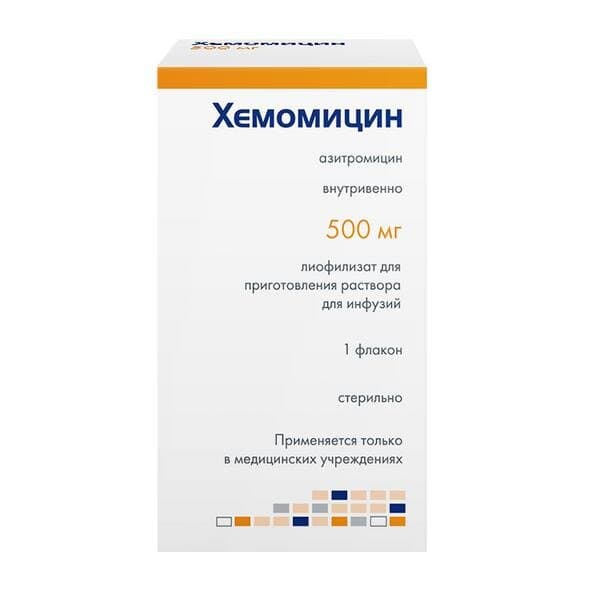 Хемомицин
500 мг
Хемомицин
азитромицин
внутривенно
500 мг
лиофилизат для
приготовления раствора
для инфузий
1 флакон
стерильно
Применяется только
в медицинских учреждениях